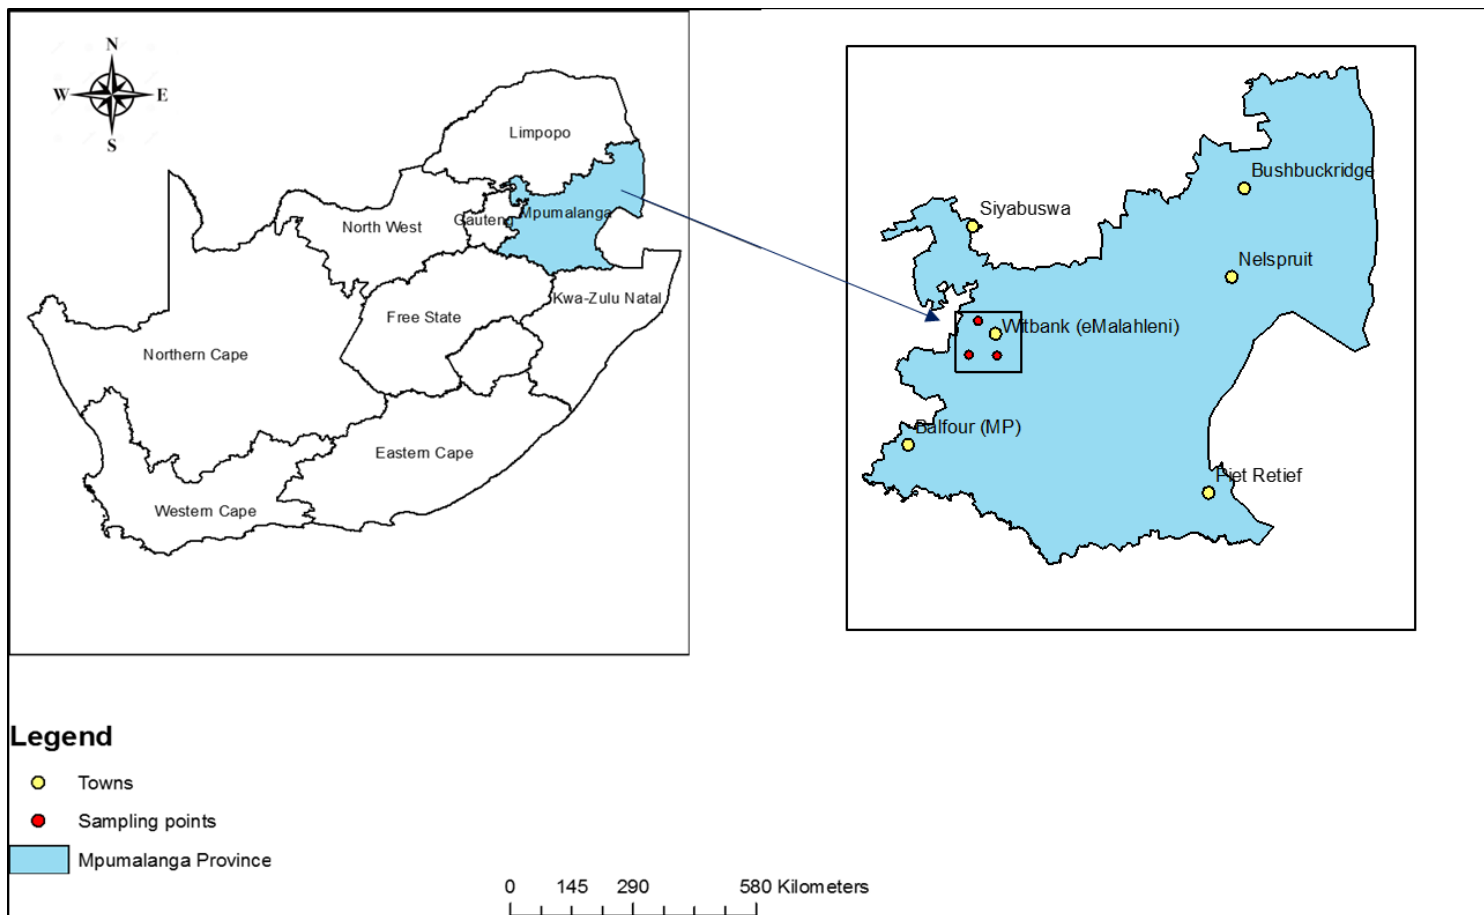 N
W E
S
Limpopo
North West
Gauteng
Mpumalanga
Kwa-Zulu Natal
Free State
Northern Cape
Eastern Cape
Western Cape
Bushbuckridge
Siyabuswa
Nelspruit
Witbank (eMalahleni)
Balfour (MP)
Piet Retief
Legend
Towns
Sampling points
Mpumalanga Province
0 145 290 580 Kilometers